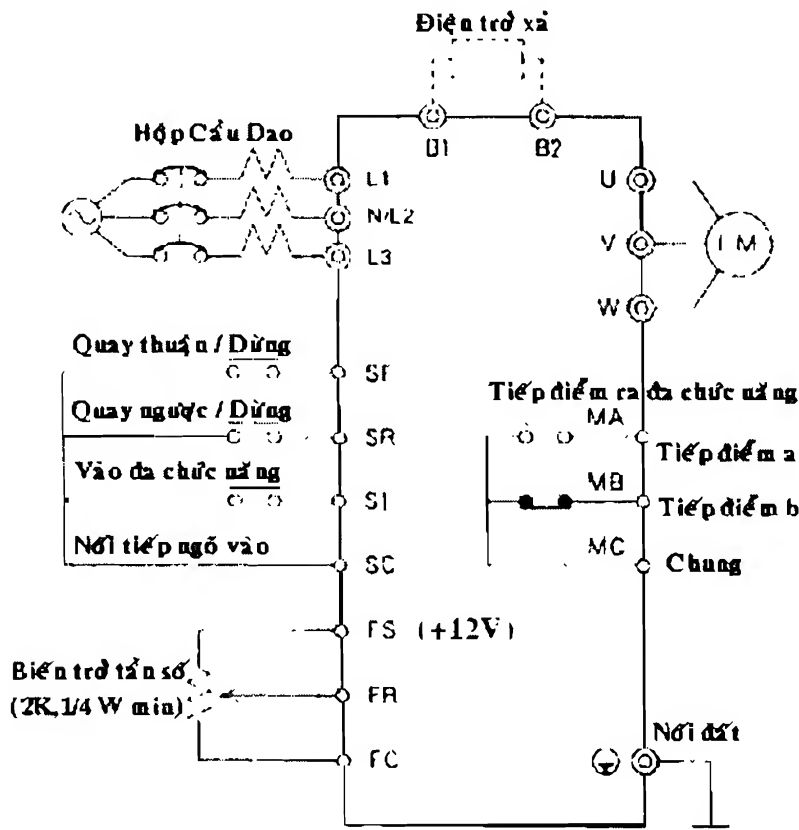 Điện trở xả
Hộp Cầu Dao
B1
B2
L1
U
N/L2
L3
V
IM
W
Quay thuận / Dừng
SF
Tiếp điểm ra đa chức năng
Quay ngược / Dừng
SR
MA
Tiếp điểm a
Vào đa chức năng
S1
MB
Tiếp điểm b
Nối tiếp ngõ vào
SC
MC
Chung
FS (+12V)
Biến trở tần số
(2K,1/4 W min)
FR
FC
Nối đất